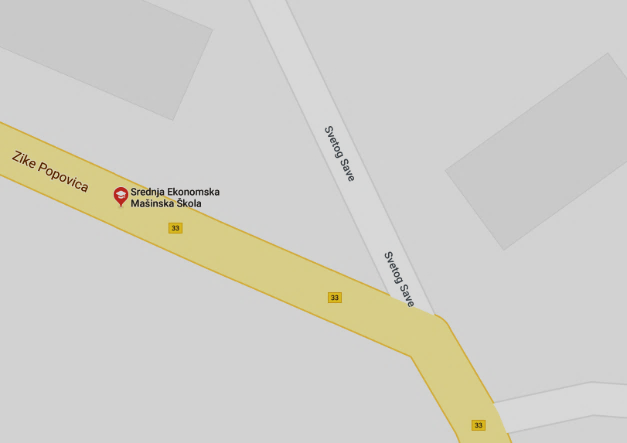 Svetog Save
Zike Popovica
Srednja Ekonomska
Mašinska Škola
33
Svetog Save
33
33